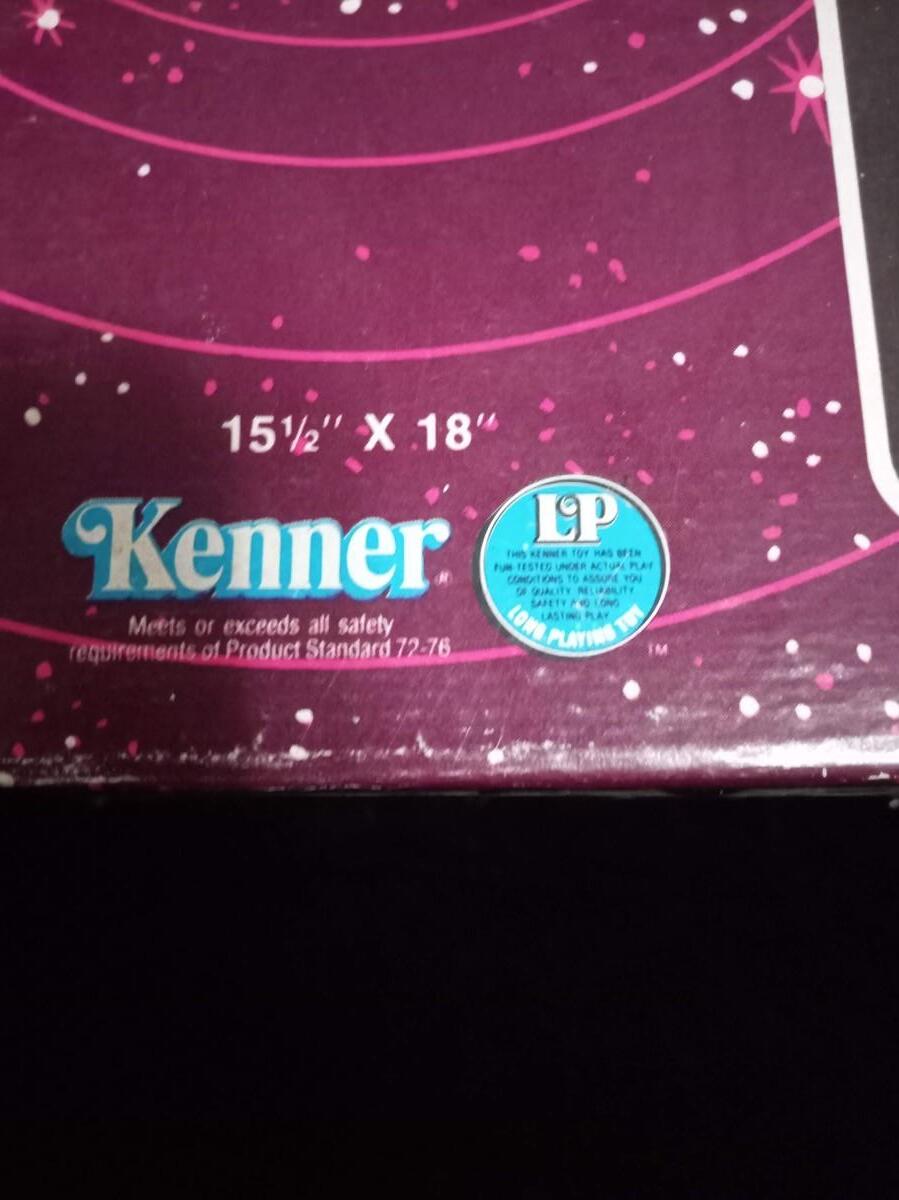 15½" X 18"
Kenner®
Meets or exceeds all safety
requirements of Product Standard 72-76
LP
THIS KENNER TOY HAS BEEN
FUN-TESTED UNDER ACTUAL PLAY
CONDITIONS TO ASSURE YOU
OF QUALITY RELIABILITY
SAFETY AND LONG
LASTING PLAY
LONG PLAYING TOY
TM